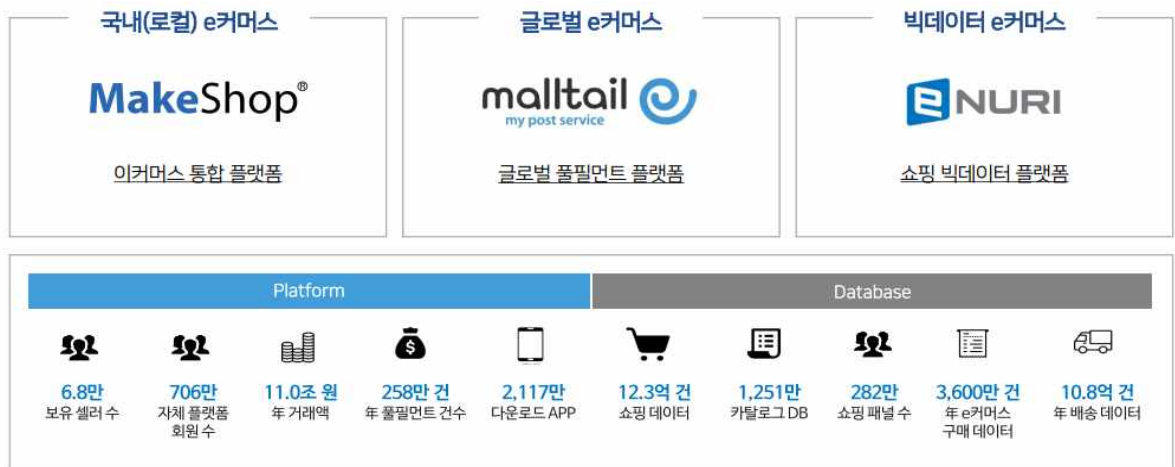 국내(로컬) e커머스
MakeShop®
이커머스 통합 플랫폼
글로벌 e커머스
malltail
my post service
글로벌 풀필먼트 플랫폼
빅데이터 e커머스
eNURI
쇼핑 빅데이터 플랫폼
Platform
6.8만
보유 셀러 수
706만
자체 플랫폼
회원 수
11.0조 원
年 거래액
258만 건
年 풀필먼트 건수
2,117만
다운로드 APP
Database
12.3억 건
쇼핑 데이터
1,251만
카탈로그 DB
282만
쇼핑 패널 수
3,600만 건
年 e커머스
구매 데이터
10.8억 건
年 배송 데이터